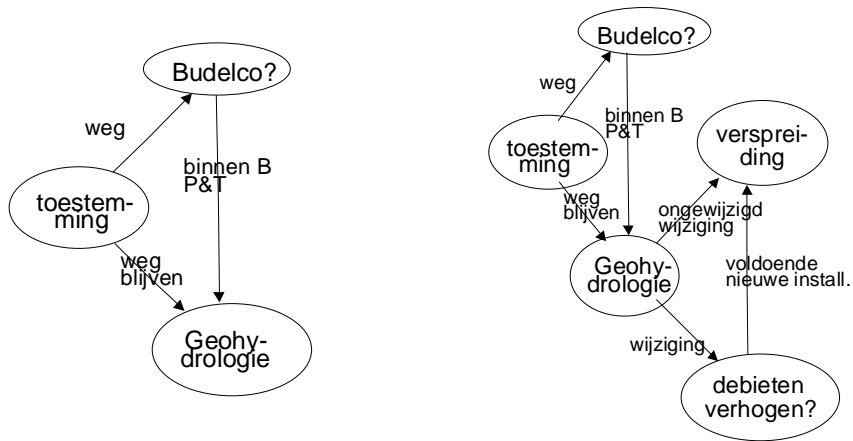 Budelco?
weg
binnen B
P&T
toestem-
ming
weg
blijven
Geohy-
drologie
Budelco?
weg
binnen B
P&T
toestem-
ming
versprei-
ding
weg
blijven
ongewijzigd
wijziging
Geohy-
drologie
voldoende
nieuwe install.
wijziging
debieten
verhogen?